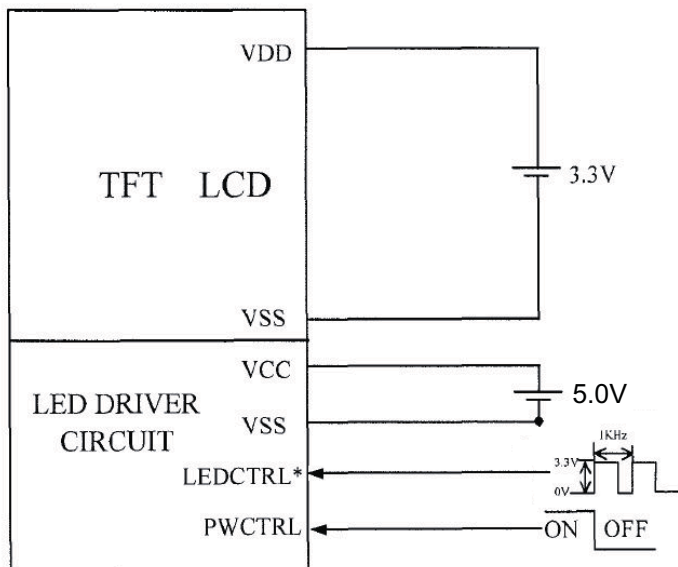 VDD
TFT LCD
3.3V
VSS
VCC
5.0V
LED DRIVER
CIRCUIT
VSS
1KHz
3.3V
LEDCTRL*
0V
PWCTRL
ON OFF